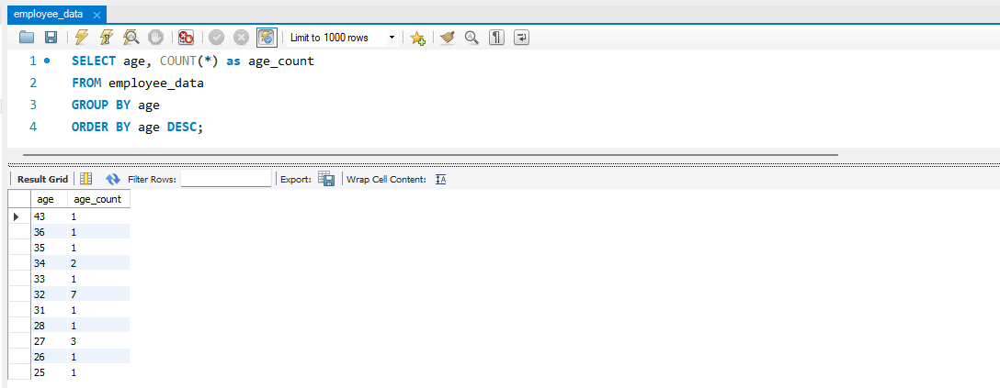 employee_data
Limit to 1000 rows
1 SELECT age, COUNT(*) as age_count
2 FROM employee_data
3 GROUP BY age
4 ORDER BY age DESC;
Result Grid Filter Rows: Export: Wrap Cell Content:
age age_count
43 1
36 1
35 1
34 2
33 1
32 7
31 1
28 1
27 3
26 1
25 1